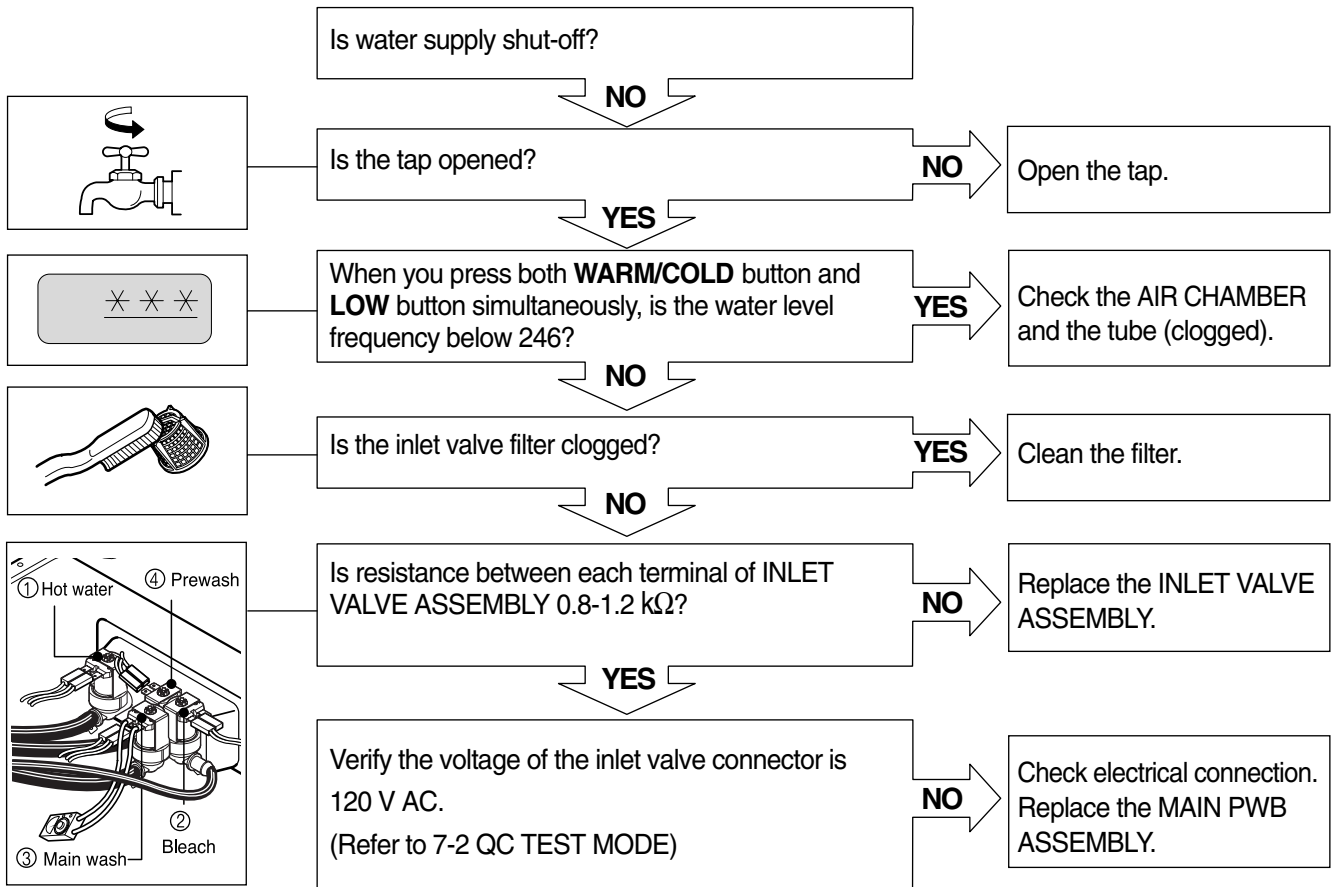 Is water supply shut-off?
NO
Is the tap opened?
NO
Open the tap.
YES
When you press both WARM/COLD button and
LOW button simultaneously, is the water level
frequency below 246?
YES
Check the AIR CHAMBER
and the tube (clogged).
NO
Is the inlet valve filter clogged?
YES
Clean the filter.
NO
① Hot water
④ Prewash
②
Bleach
③ Main wash
Is resistance between each terminal of INLET
VALVE ASSEMBLY 0.8-1.2 kΩ?
NO
Replace the INLET VALVE
ASSEMBLY.
YES
Verify the voltage of the inlet valve connector is
120 V AC.
(Refer to 7-2 QC TEST MODE)
NO
Check electrical connection.
Replace the MAIN PWB
ASSEMBLY.